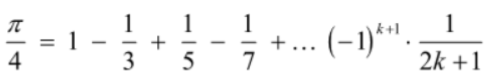 π/4 = 1 − 1/3 + 1/5 − 1/7 + … (−1)^{k+1} · 1/(2k+1)